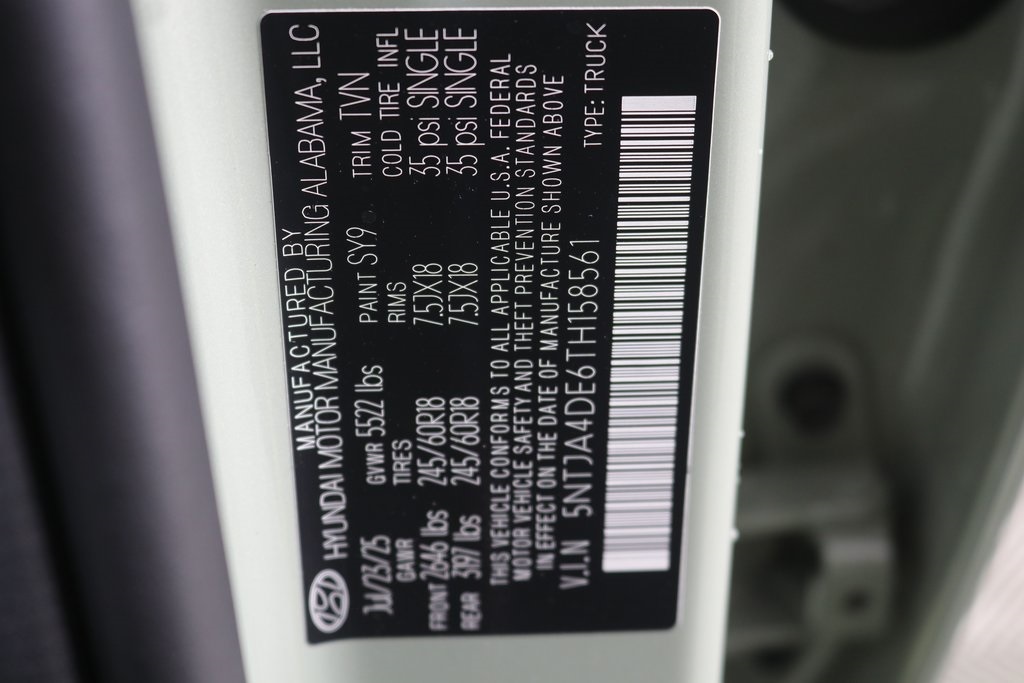 MANUFACTURED BY
HYUNDAI MOTOR MANUFACTURING ALABAMA, LLC
Jul/23/25 GVWR 5522 lbs PAINT SY9 TRIM TVN
GAWR TIRES RIMS COLD TIRE INFL
FRONT 2646 lbs 245/60R18 7.5JX18 35 psi SINGLE
REAR 3197 lbs 245/60R18 7.5JX18 35 psi SINGLE
THIS VEHICLE CONFORMS TO ALL APPLICABLE U.S.A. FEDERAL
MOTOR VEHICLE SAFETY AND THEFT PREVENTION STANDARDS
IN EFFECT ON THE DATE OF MANUFACTURE SHOWN ABOVE
V.I.N 5NTJA4DE6TH158561 TYPE: TRUCK